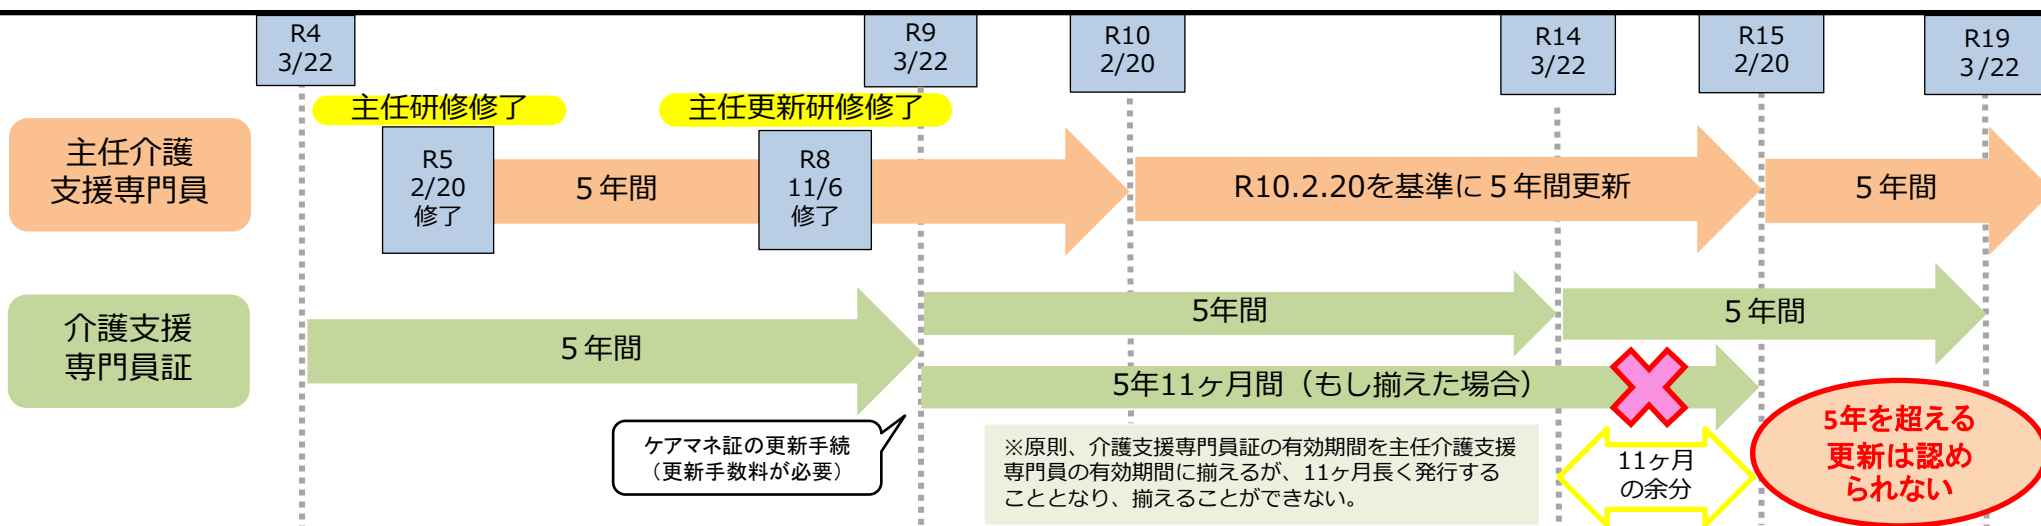 R4
3/22
R9
3/22
R10
2/20
R14
3/22
R15
2/20
R19
３/22
主任研修修了
主任更新研修修了
主任介護
支援専門員
R5
2/20
修了
５年間
R8
11/6
修了
R10.2.20を基準に５年間更新
５年間
介護支援
専門員証
５年間
5年間
５年間
5年11ヶ月間（もし揃えた場合）
ケアマネ証の更新手続
（更新手数料が必要）
※原則、介護支援専門員証の有効期間を主任介護支援
専門員の有効期間に揃えるが、11ヶ月長く発行する
こととなり、揃えることができない。
11ヶ月
の余分
5年を超える
更新は認め
られない